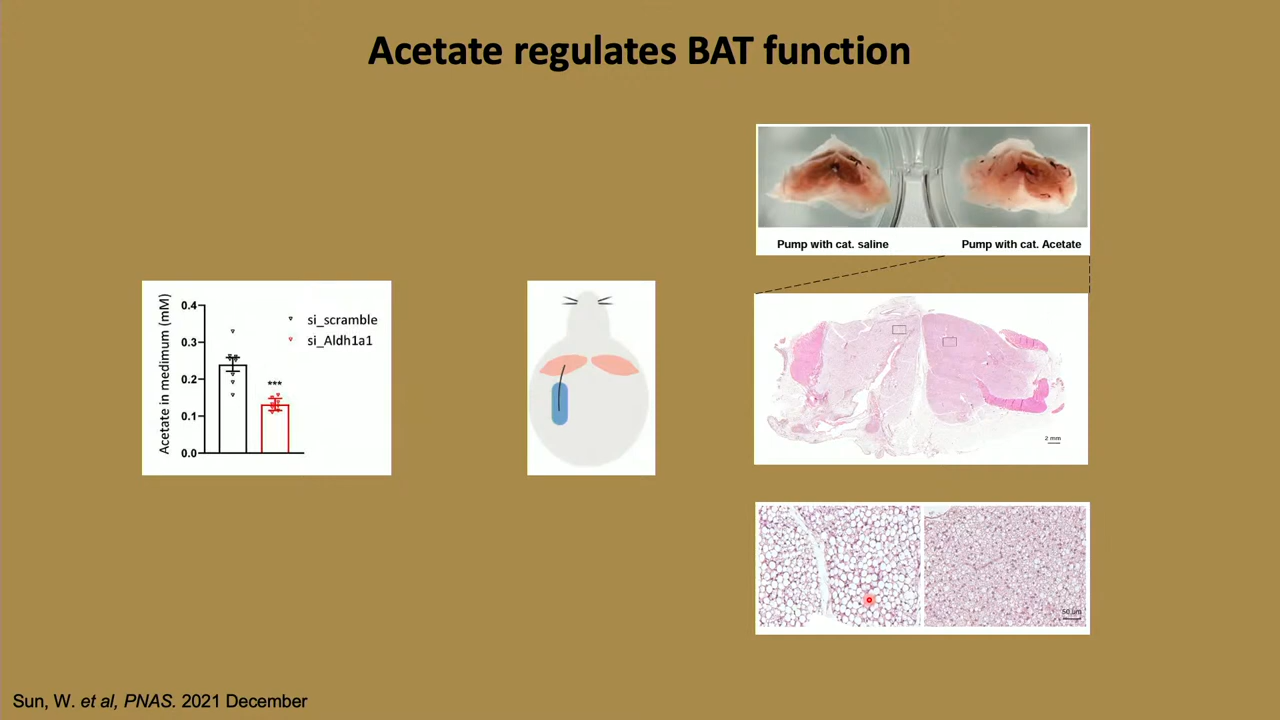 Acetate regulates BAT function
Pump with cat. saline
Pump with cat. Acetate
Acetate in medimum (mM)
0.4
0.3
0.2
0.1
0.0
si_scramble
si_Aldh1a1
***
2 mm
50 um
Sun, W. et al, PNAS. 2021 December